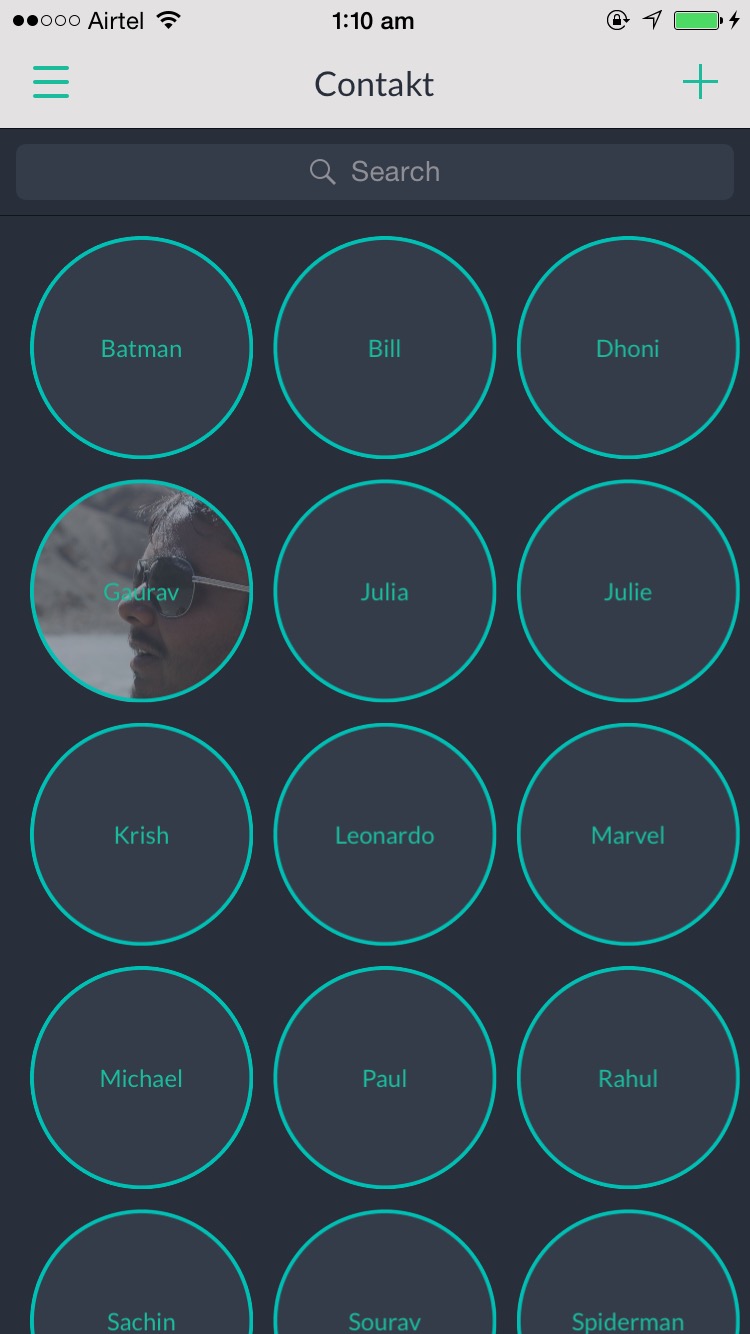 Airtel 1:10 am
Contakt
Search
Batman Bill Dhoni
Gaurav Julia Julie
Krish Leonardo Marvel
Michael Paul Rahul
Sachin Sourav Spiderman